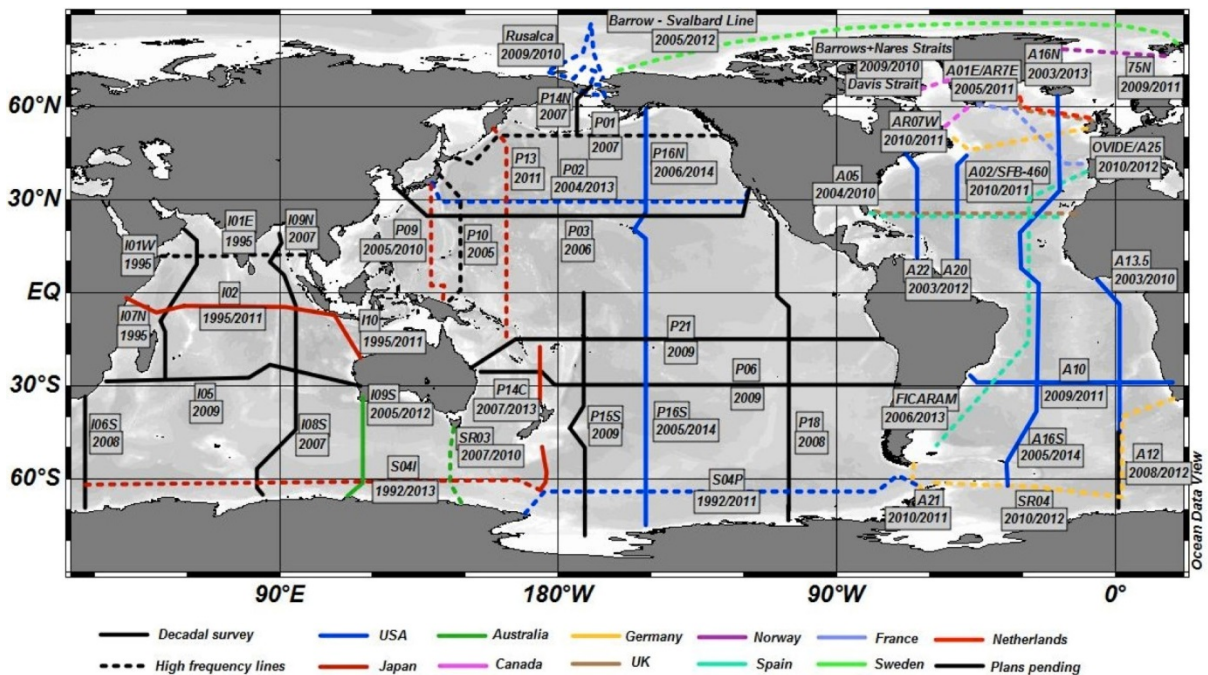 Rusalca
2009/2010
Barrow - Svalbard Line
2005/2012
Barrows+Nares Straits
2009/2010
Davis Strait
A01E/AR7E
2005/2011
A16N
2003/2013
75N
2009/2011
60°N
30°N
EQ
30°S
60°S
P14N
2007
P01
2007
P13
2011
P02
2004/2013
P16N
2006/2014
AR07W
2010/2011
OVIDE/A25
2010/2012
A05
2004/2010
A02/SFB-460
2010/2011
I01W
1995
I01E
1995
I09N
2007
P09
2005/2010
P10
2005
P03
2006
A22
A20
2003/2012
A13.5
2003/2010
I07N
1995
I02
1995/2011
I10
1995/2011
P21
2009
P06
2009
A10
2009/2011
I05
2009
I09S
2005/2012
P14C
2007/2013
FICARAM
2006/2013
I06S
2008
I08S
2007
SR03
2007/2010
P15S
2009
P16S
2005/2014
P18
2008
A16S
2005/2014
A12
2008/2012
S04I
1992/2013
S04P
1992/2011
A21
2010/2011
SR04
2010/2012
Ocean Data View
90°E
180°W
90°W
0°
Decadal survey
USA
Australia
Germany
Norway
France
Netherlands
High frequency lines
Japan
Canada
UK
Spain
Sweden
Plans pending